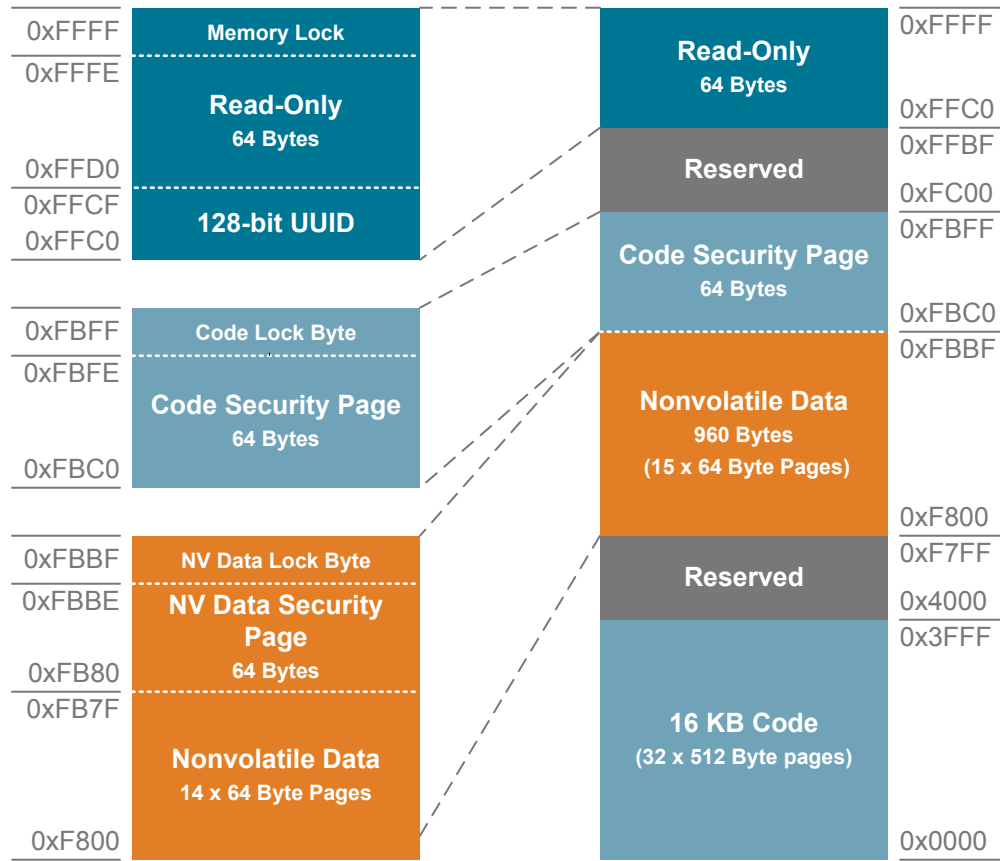 0xFFFF
Memory Lock
0xFFFE
Read-Only
64 Bytes
0xFFD0
0xFFCF
128-bit UUID
0xFFC0
0xFBFF
Code Lock Byte
0xFBFE
Code Security Page
64 Bytes
0xFBC0
0xFBBF
NV Data Lock Byte
0xFBBE
NV Data Security
Page
64 Bytes
0xFB80
0xFB7F
Nonvolatile Data
14 x 64 Byte Pages
0xF800
0xFFFF
Read-Only
64 Bytes
0xFFC0
0xFFBF
Reserved
0xFC00
0xFBFF
Code Security Page
64 Bytes
0xFBC0
0xFBBF
Nonvolatile Data
960 Bytes
(15 x 64 Byte Pages)
0xF800
0xF7FF
Reserved
0x4000
0x3FFF
16 KB Code
(32 x 512 Byte pages)
0x0000